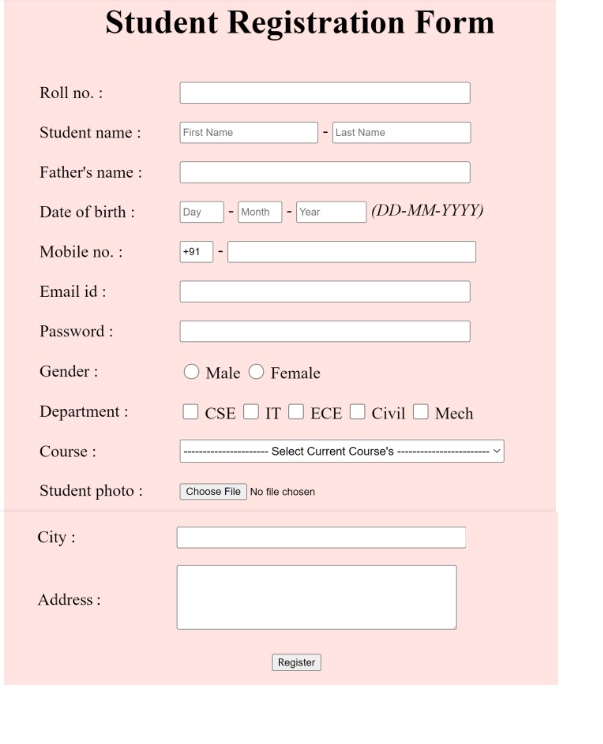 Student Registration Form
Roll no. :
Student name : First Name - Last Name
Father's name :
Date of birth : Day - Month - Year (DD-MM-YYYY)
Mobile no. : +91 -
Email id :
Password :
Gender : Male Female
Department : CSE IT ECE Civil Mech
Course : ---------------------- Select Current Course's ------------------------
Student photo : Choose File No file chosen
City :
Address :
Register